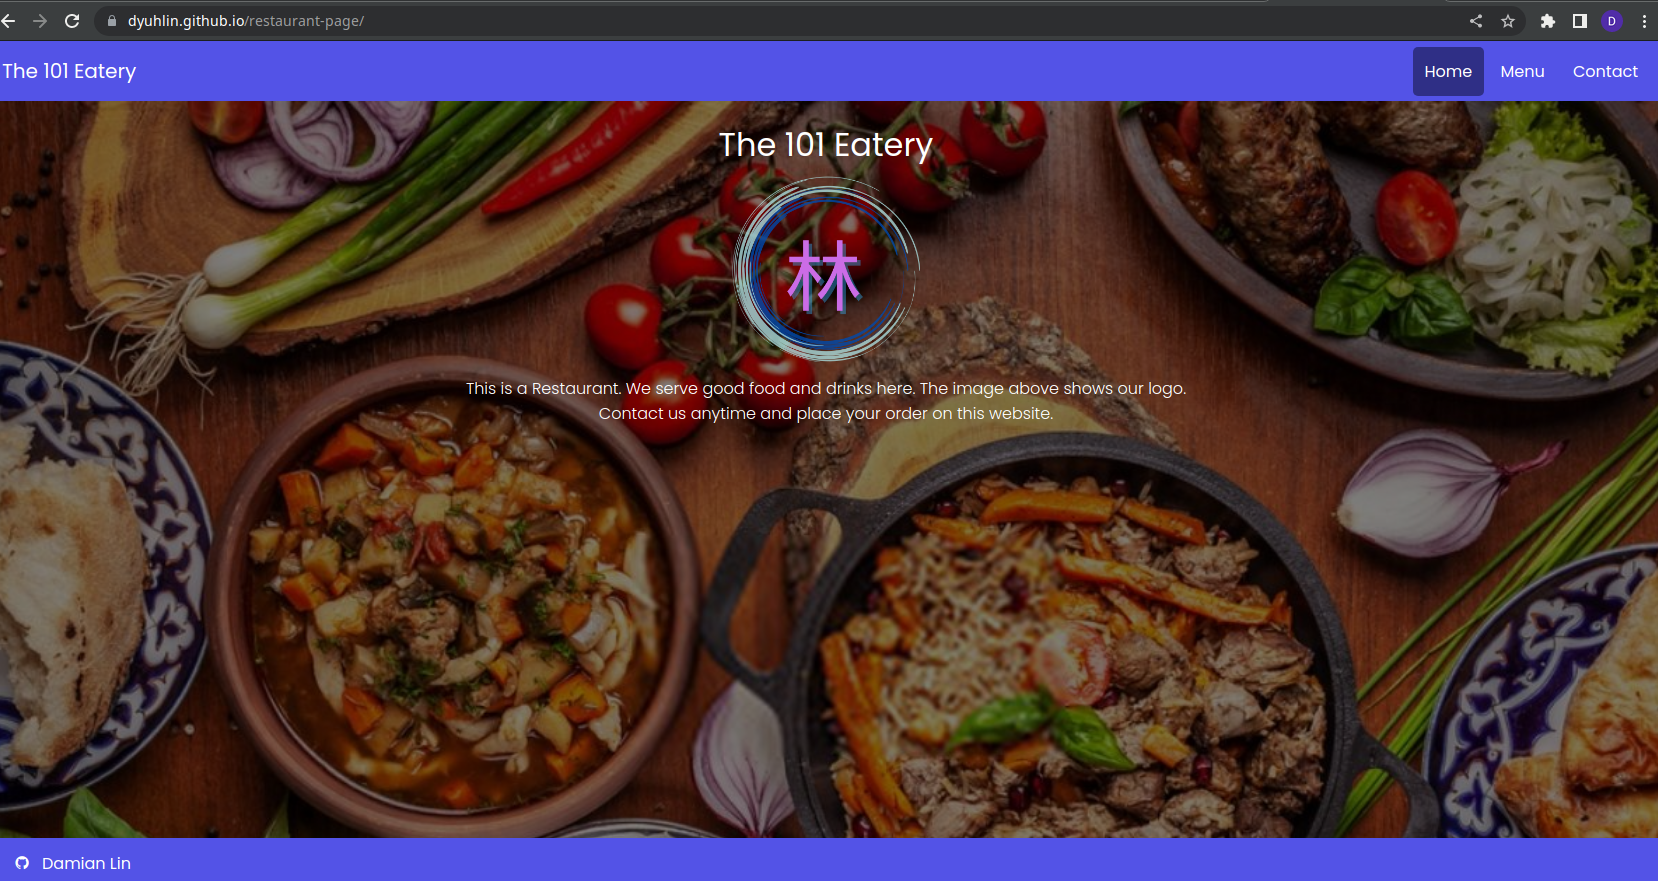 dyuhlin.github.io/restaurant-page/
D
The 101 Eatery
Home
Menu
Contact
The 101 Eatery
林
This is a Restaurant. We serve good food and drinks here. The image above shows our logo.
Contact us anytime and place your order on this website.
Damian Lin